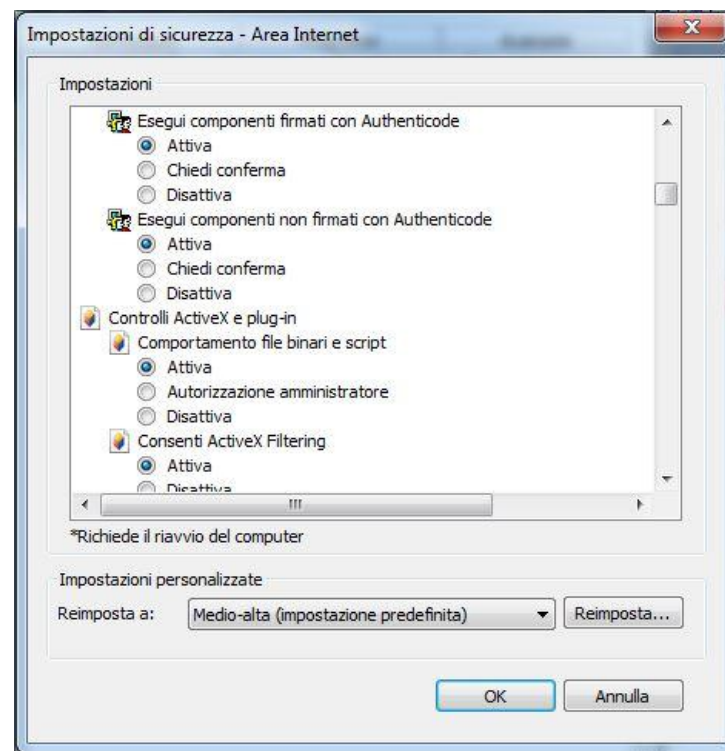 Impostazioni di sicurezza - Area Internet
Impostazioni
Esegui componenti firmati con Authenticode
Attiva
Chiedi conferma
Disattiva
Esegui componenti non firmati con Authenticode
Attiva
Chiedi conferma
Disattiva
Controlli ActiveX e plug-in
Comportamento file binari e script
Attiva
Autorizzazione amministratore
Disattiva
Consenti ActiveX Filtering
Attiva
Disattiva
*Richiede il riavvio del computer
Impostazioni personalizzate
Reimposta a: Medio-alta (impostazione predefinita) Reimposta...
OK Annulla